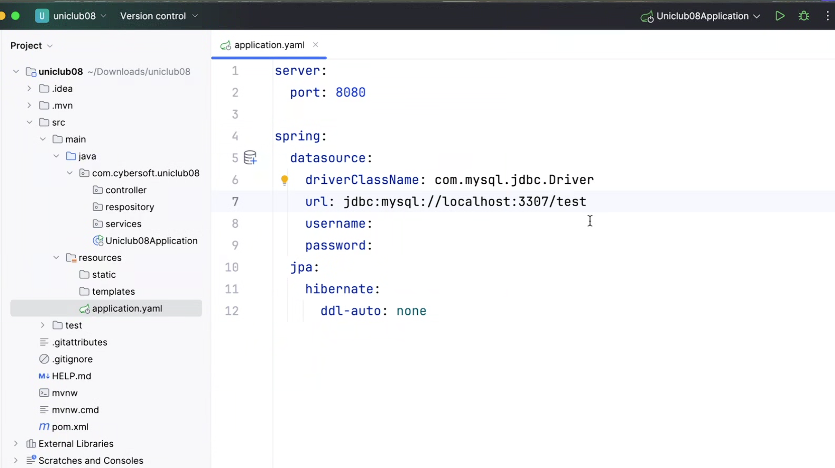 U uniclub08 Version control Uniclub08Application
Project
application.yaml
uniclub08 ~/Downloads/uniclub08
.idea
.mvn
src
main
java
com.cybersoft.uniclub08
controller
respository
services
Uniclub08Application
resources
static
templates
application.yaml
test
.gitattributes
.gitignore
M↓ HELP.md
mvnw
mvnw.cmd
m pom.xml
External Libraries
Scratches and Consoles
1 server:
2 port: 8080
3
4 spring:
5 datasource:
6 driverClassName: com.mysql.jdbc.Driver
7 url: jdbc:mysql://localhost:3307/test
8 username:
9 password:
10 jpa:
11 hibernate:
12 ddl-auto: none